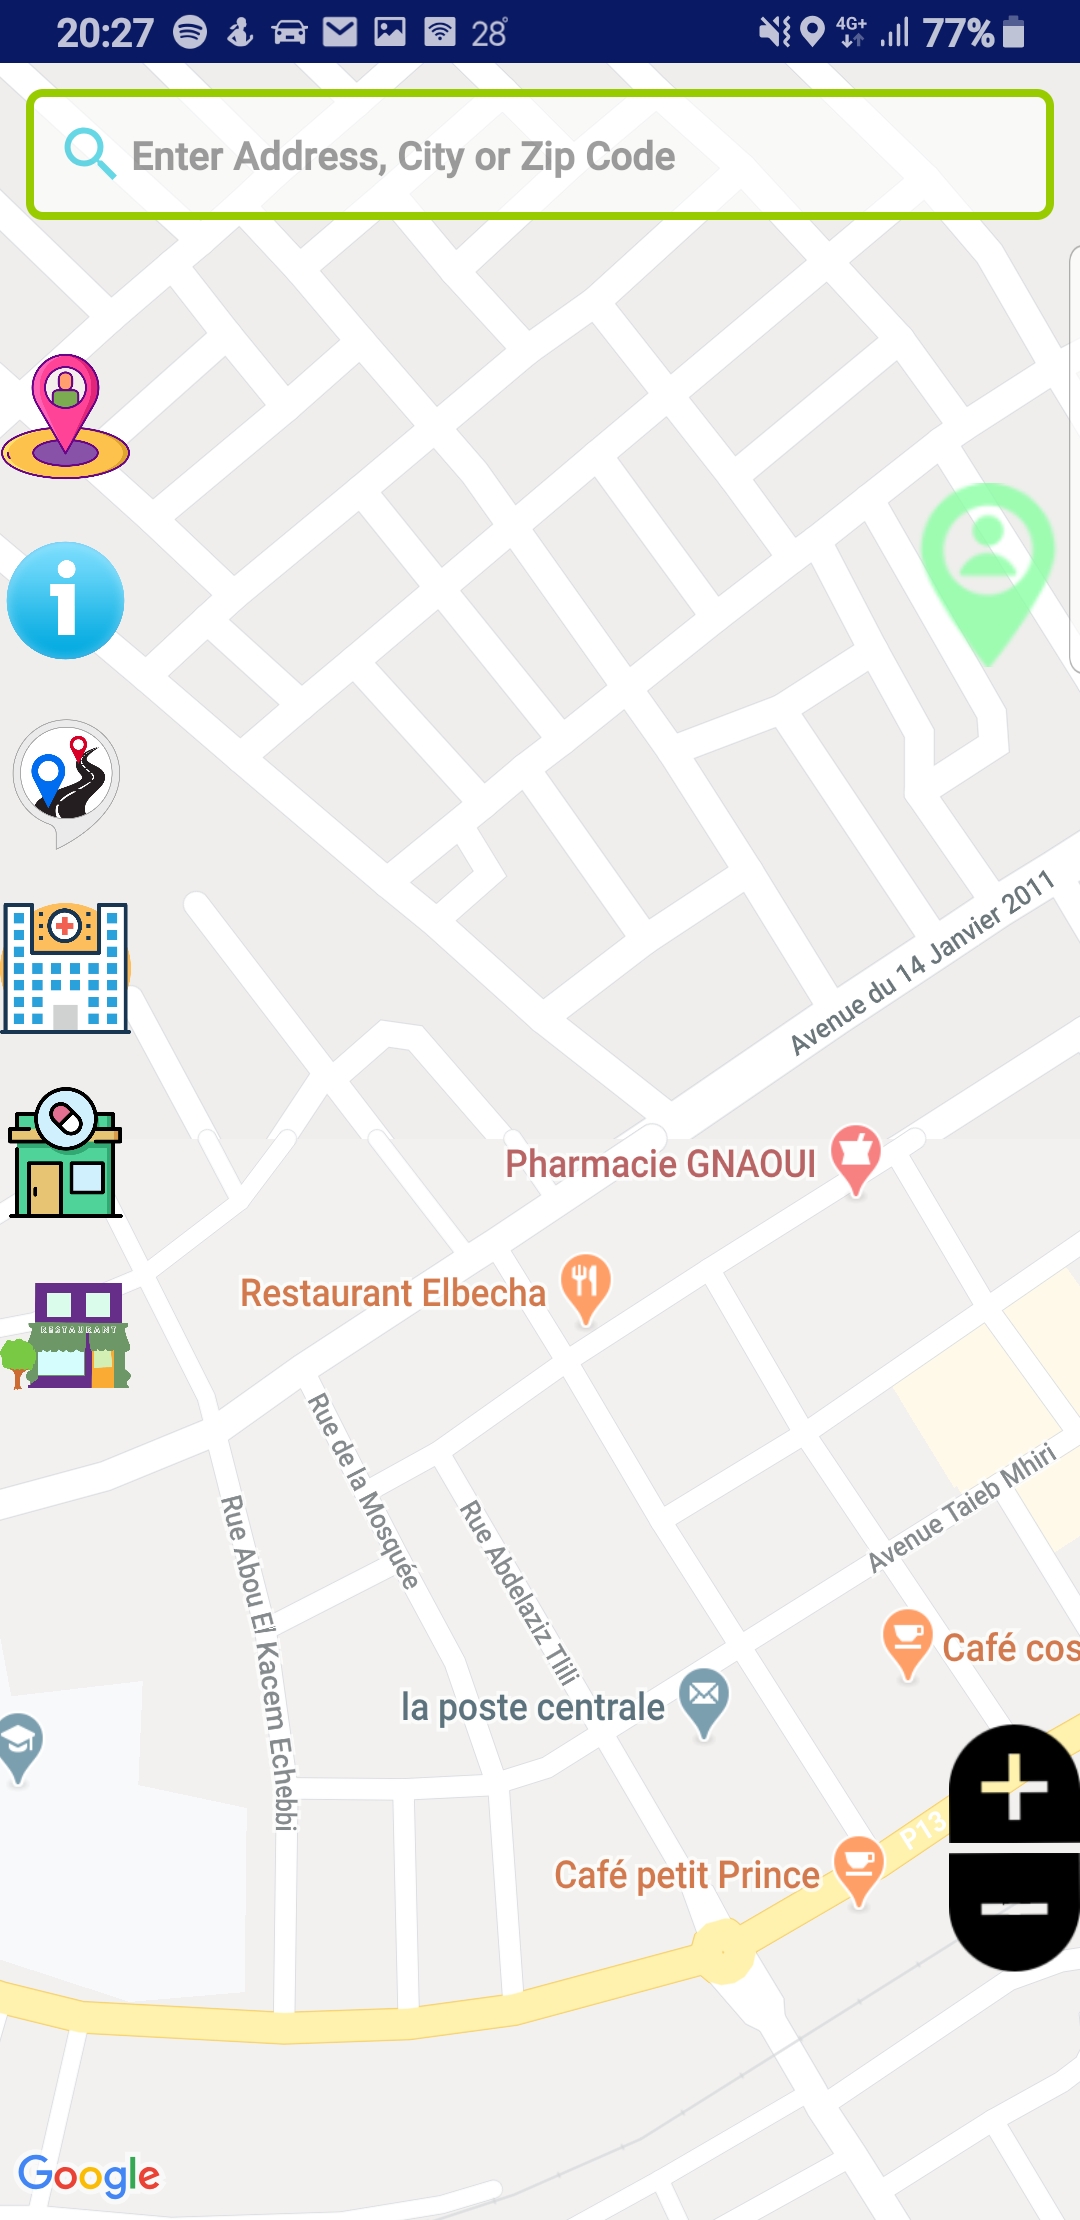 20:27
28°
4G+
77%
Enter Address, City or Zip Code
Avenue du 14 Janvier 2011
Pharmacie GNAOUI
RESTAURANT
Restaurant Elbecha
Rue de la Mosquée
Rue Abou El Kacem Echebbi
Rue Abdelaziz Tlili
Avenue Taieb Mhiri
Café cos
la poste centrale
P13
Café petit Prince
Google